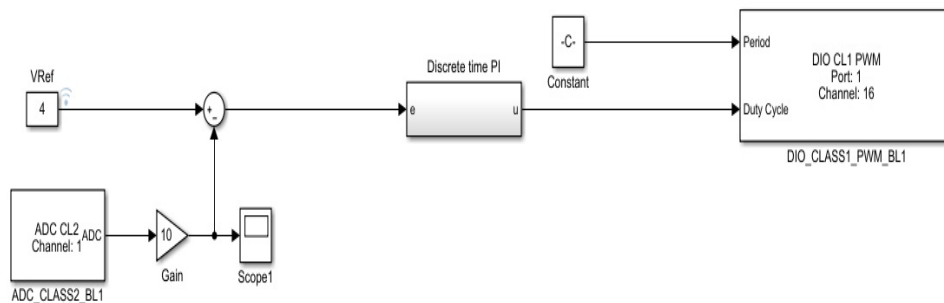 VRef
4
+
-
Discrete time PI
e
u
-C-
Constant
Period
DIO CL1 PWM
Port: 1
Channel: 16
Duty Cycle
DIO_CLASS1_PWM_BL1
ADC CL2
Channel: 1
ADC
ADC_CLASS2_BL1
10
Gain
Scope1